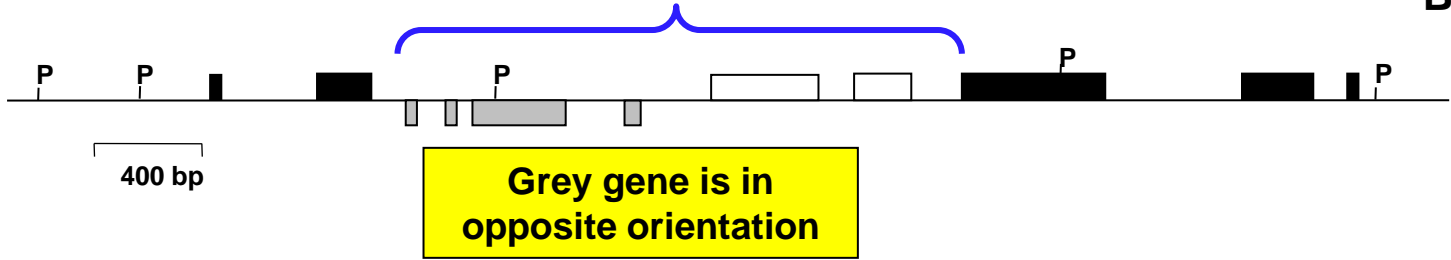 B
P P P P P
400 bp
Grey gene is in
opposite orientation